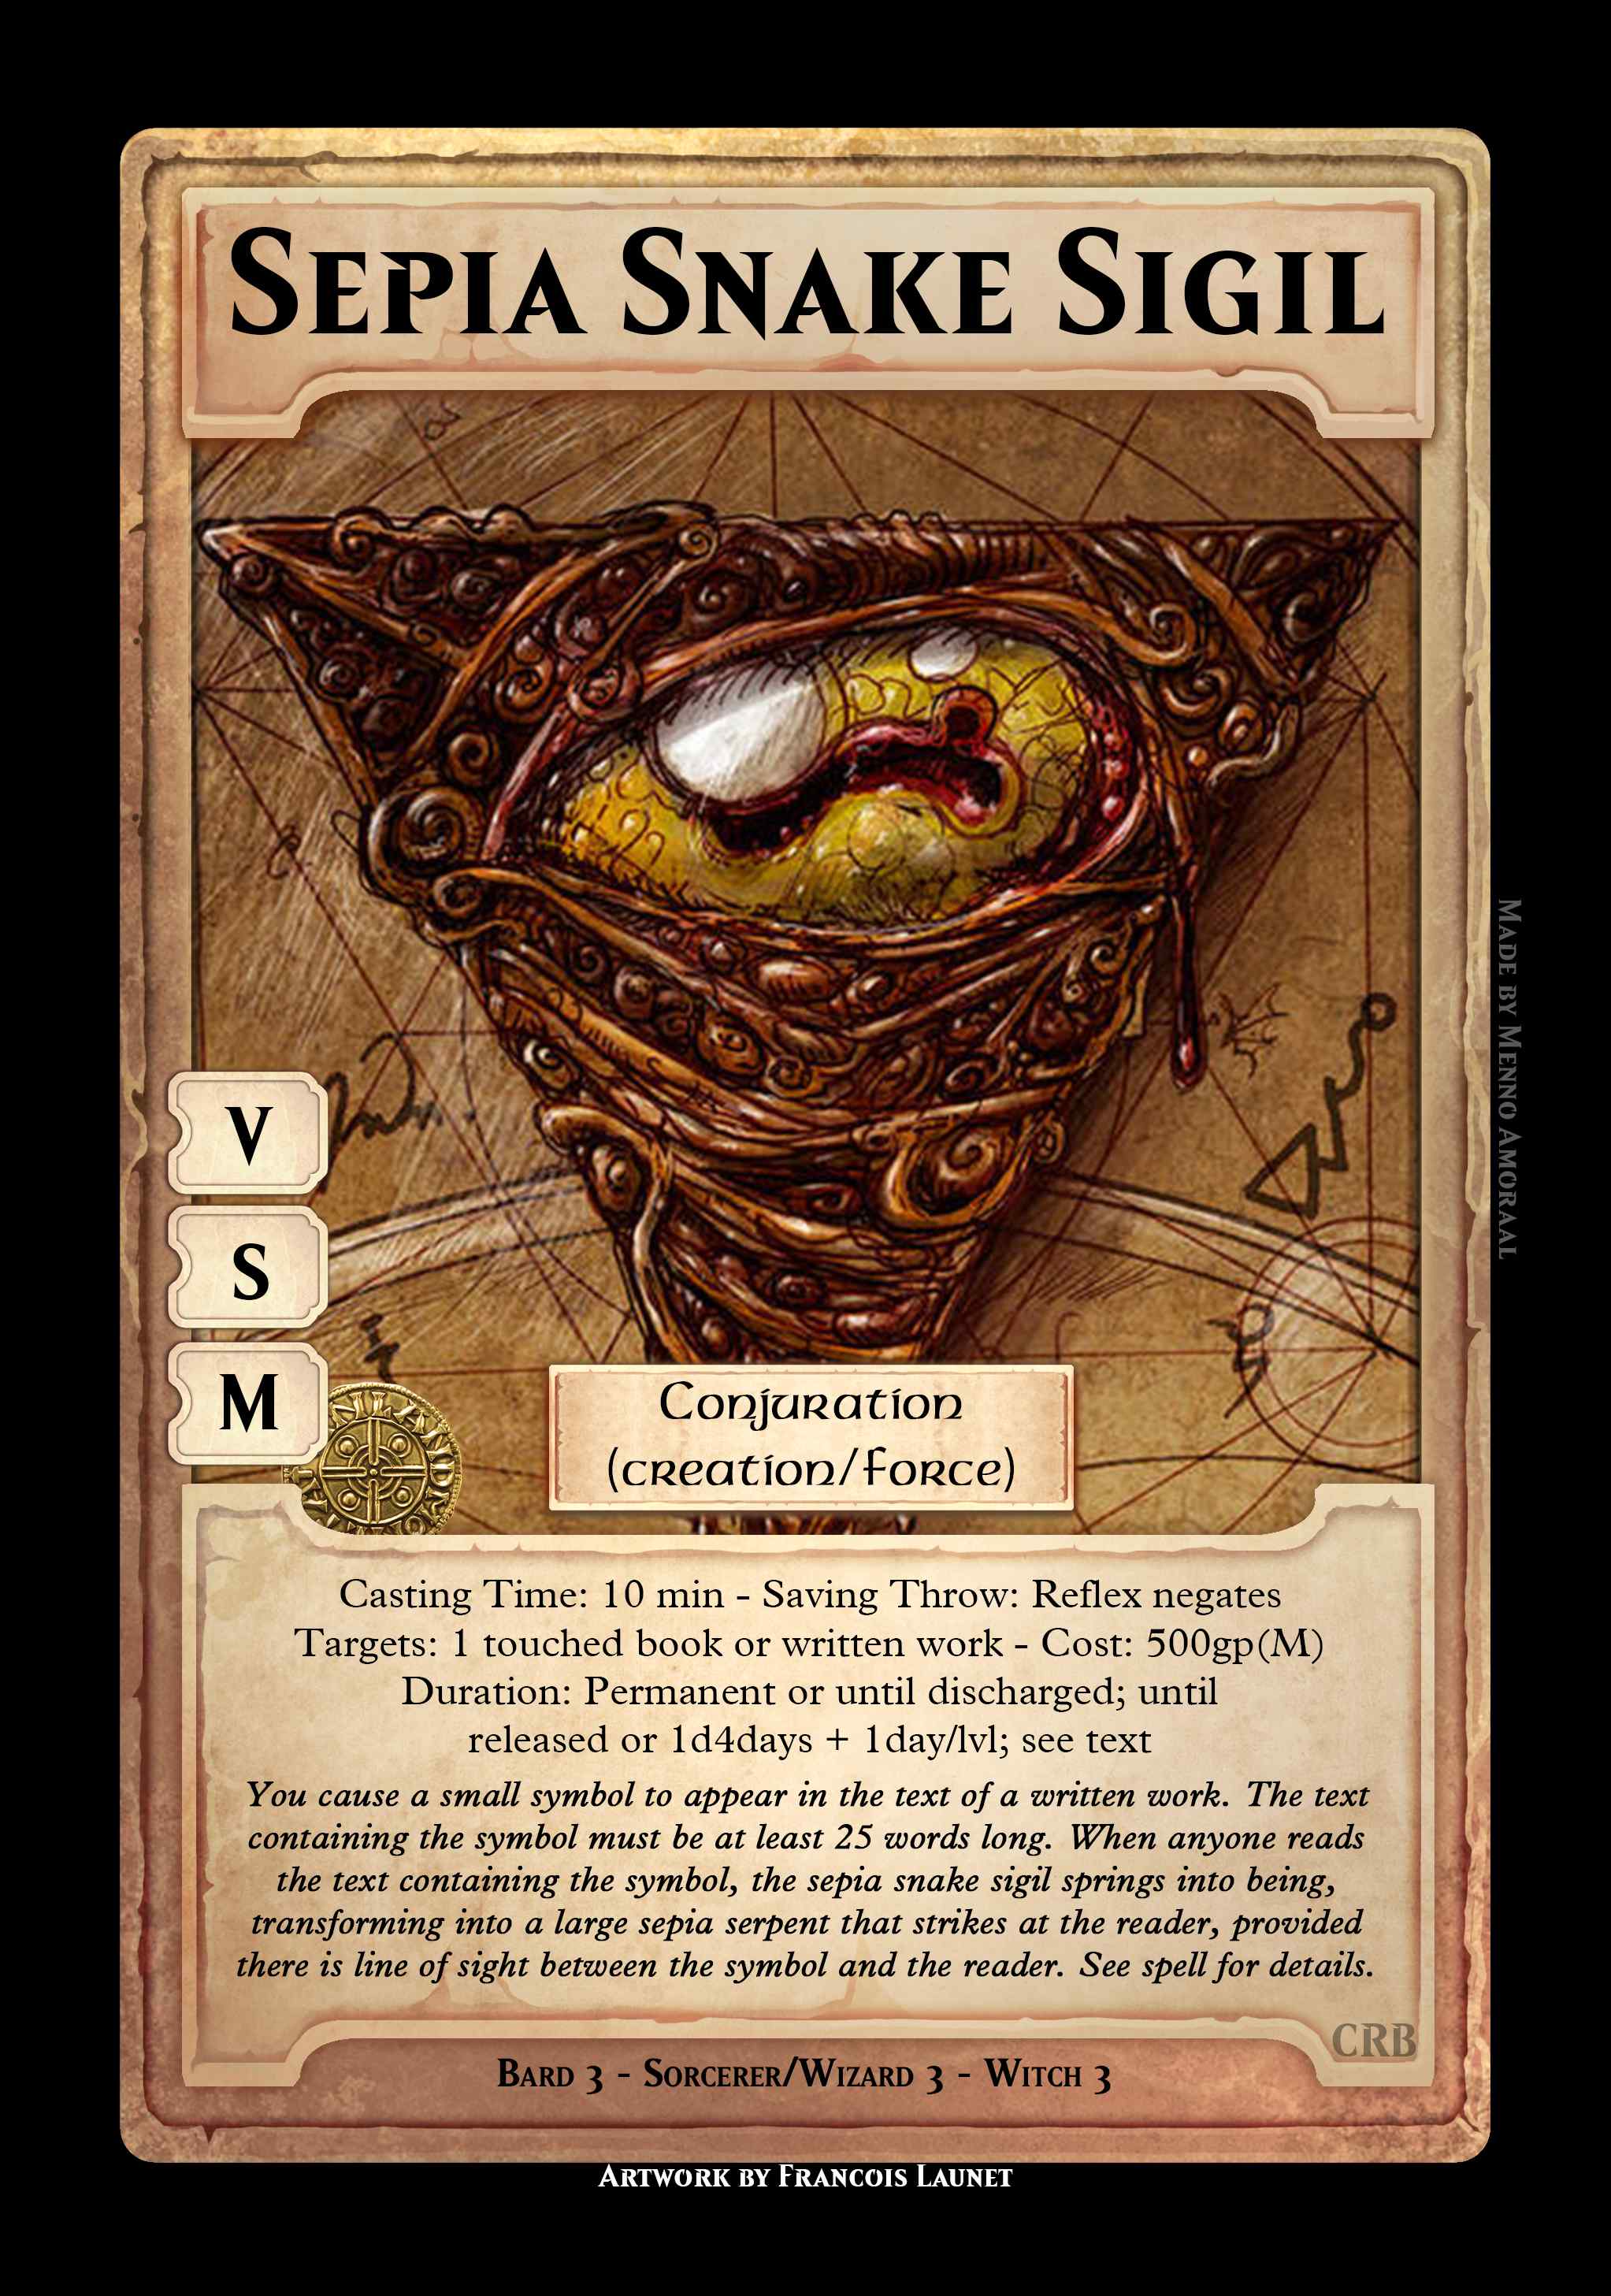 Sepia Snake Sigil
V
S
M
Conjuration
(creation/force)
Casting Time: 10 min - Saving Throw: Reflex negates
Targets: 1 touched book or written work - Cost: 500gp(M)
Duration: Permanent or until discharged; until
released or 1d4days + 1day/lvl; see text
You cause a small symbol to appear in the text of a written work. The text
containing the symbol must be at least 25 words long. When anyone reads
the text containing the symbol, the sepia snake sigil springs into being,
transforming into a large sepia serpent that strikes at the reader, provided
there is line of sight between the symbol and the reader. See spell for details.
CRB
Bard 3 - Sorcerer/Wizard 3 - Witch 3
Artwork by Francois Launet
Made by Menno Amoraal